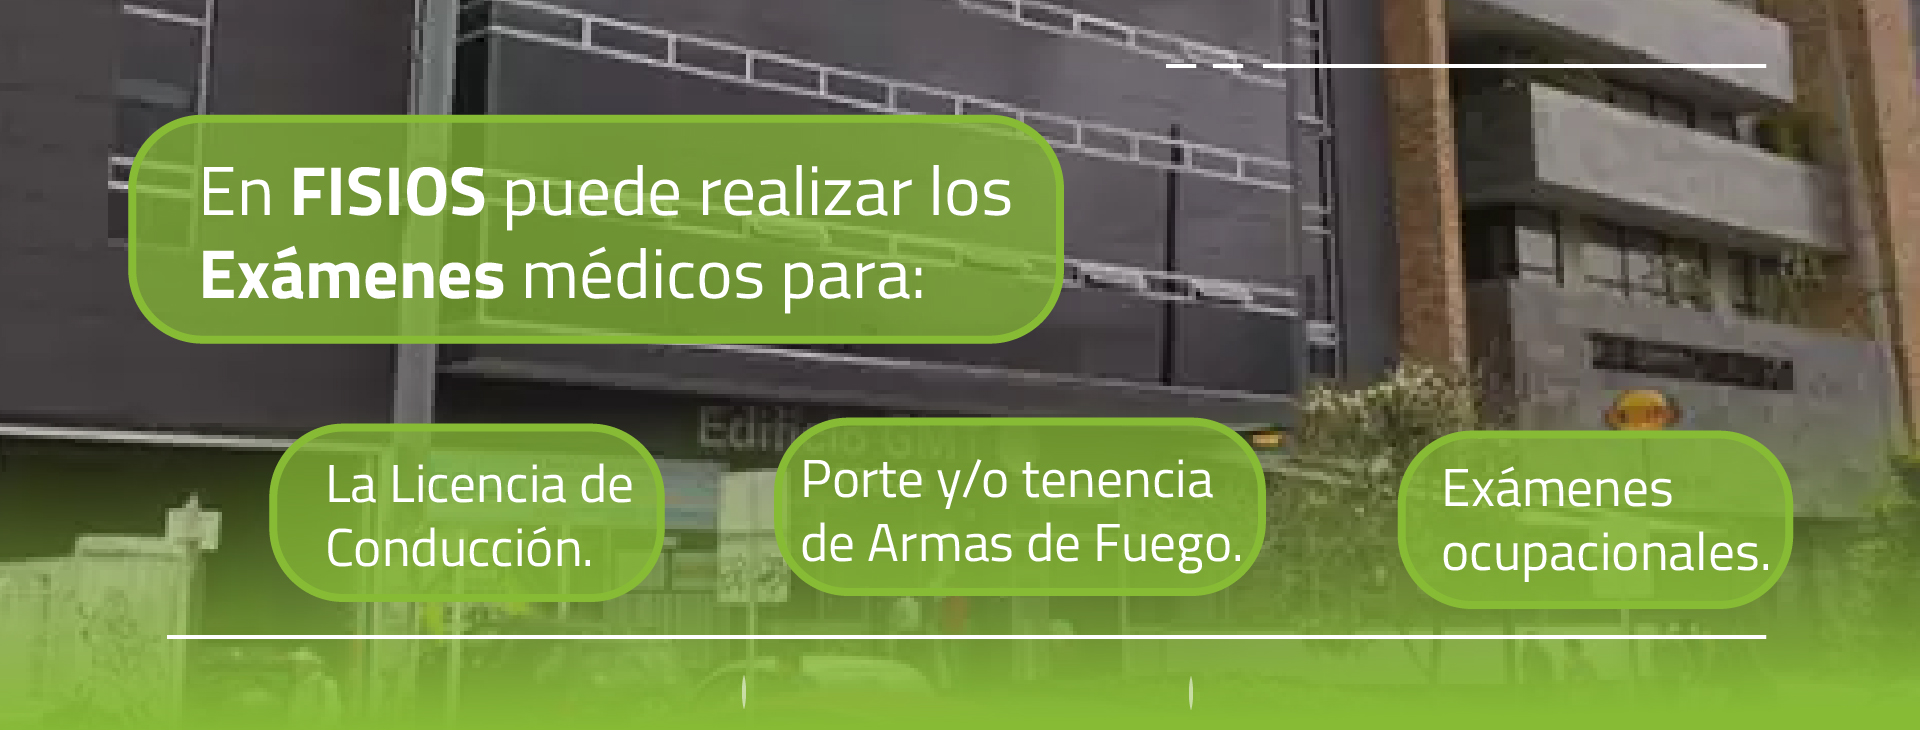 En FISIOS puede realizar los
Exámenes médicos para:
Edificio
La Licencia de
Conducción.
Porte y/o tenencia
de Armas de Fuego.
Exámenes
ocupacionales.